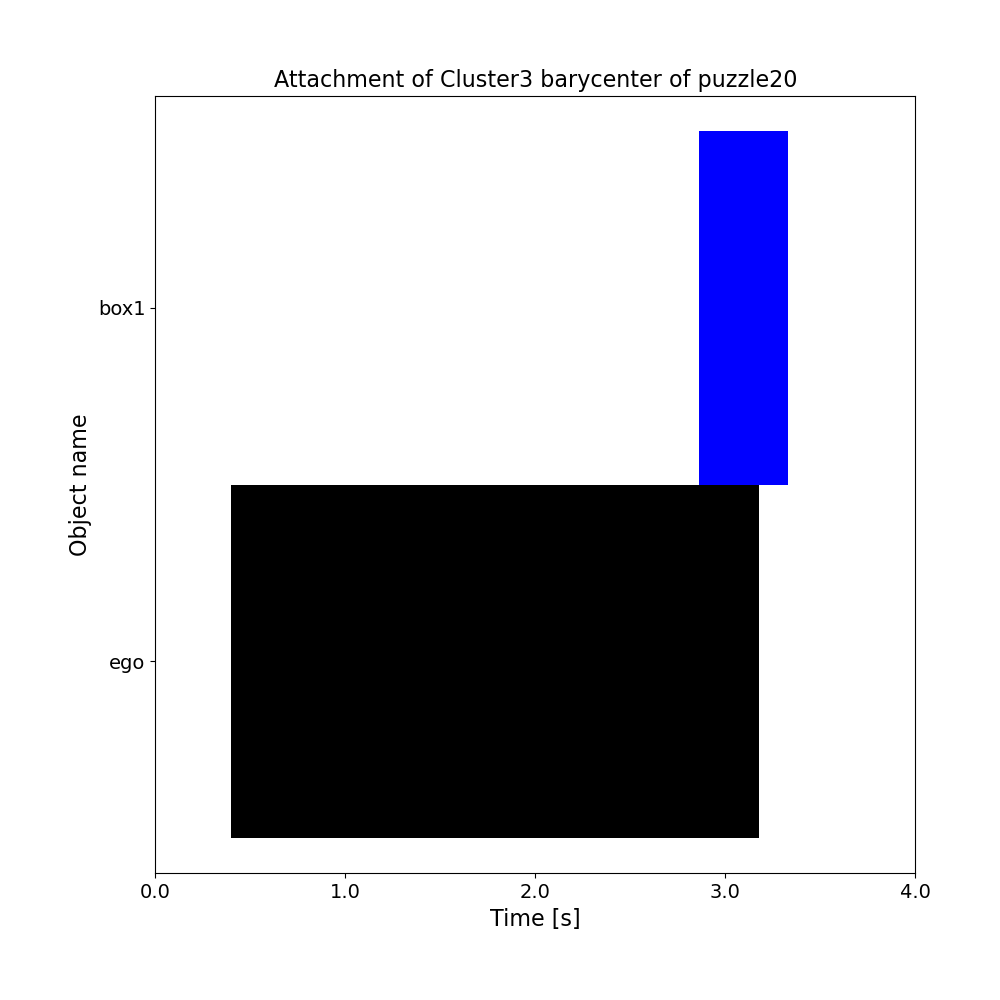 Attachment of Cluster3 barycenter of puzzle20
box1
Object name
ego
0.0 1.0 2.0 3.0 4.0
Time [s]